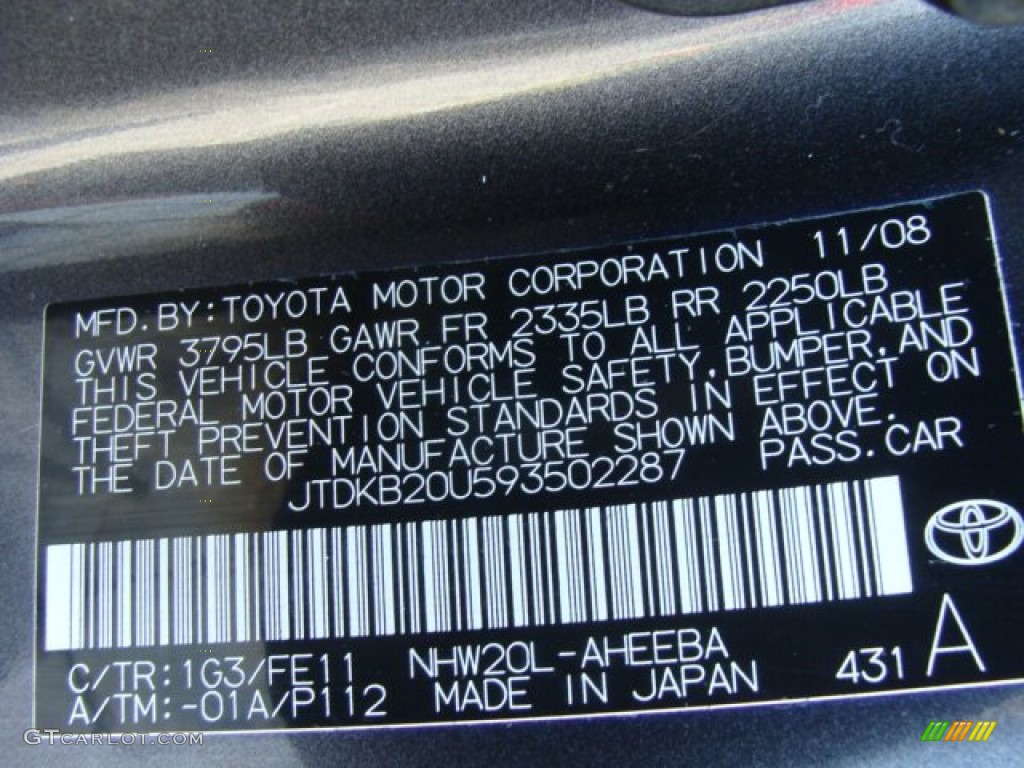 MFD.BY:TOYOTA MOTOR CORPORATION 11/08
GVWR 3795LB GAWR FR 2335LB RR 2250LB
THIS VEHICLE CONFORMS TO ALL APPLICABLE
FEDERAL MOTOR VEHICLE SAFETY,BUMPER,AND
THEFT PREVENTION STANDARDS IN EFFECT ON
THE DATE OF MANUFACTURE SHOWN ABOVE.
JTDKB20U593502287 PASS.CAR
C/TR:1G3/FE11 NHW20L-AHEEBA 431 A
A/TM:-01A/P112 MADE IN JAPAN
GTCarLot.com